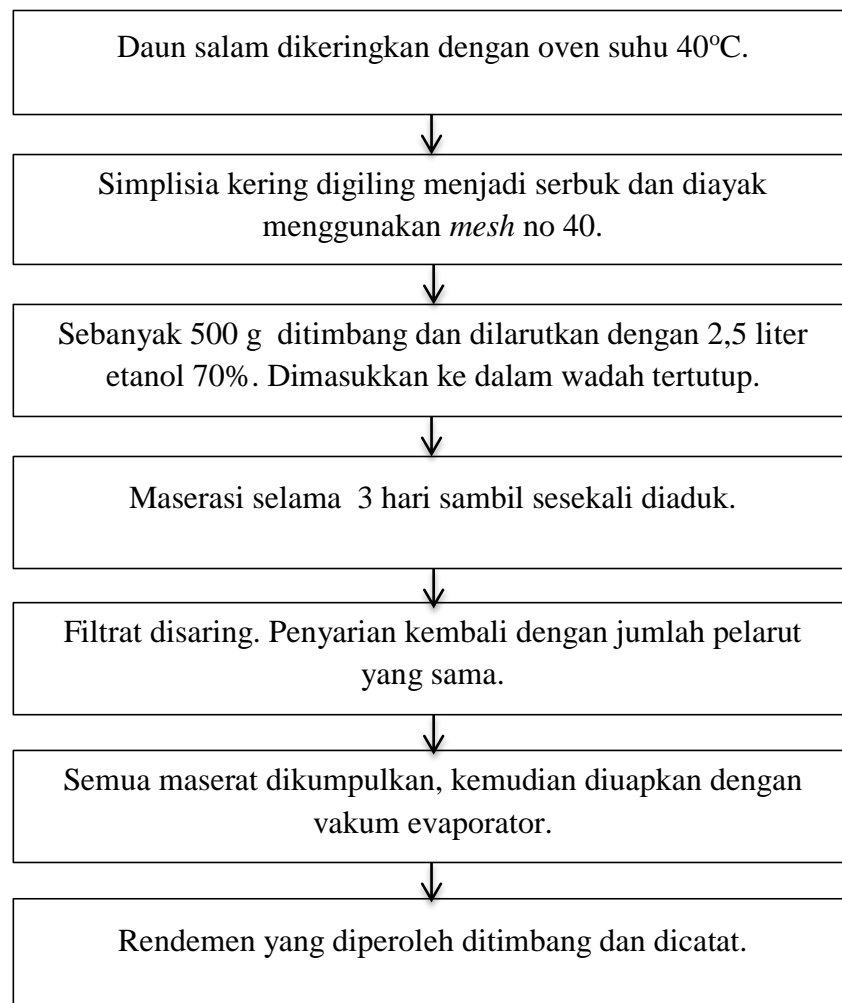 Daun salam dikeringkan dengan oven suhu 40°C.
Simplisia kering digiling menjadi serbuk dan diayak
menggunakan mesh no 40.
Sebanyak 500 g ditimbang dan dilarutkan dengan 2,5 liter
etanol 70%. Dimasukkan ke dalam wadah tertutup.
Maserasi selama 3 hari sambil sesekali diaduk.
Filtrat disaring. Penyarian kembali dengan jumlah pelarut
yang sama.
Semua maserat dikumpulkan, kemudian diuapkan dengan
vakum evaporator.
Rendemen yang diperoleh ditimbang dan dicatat.